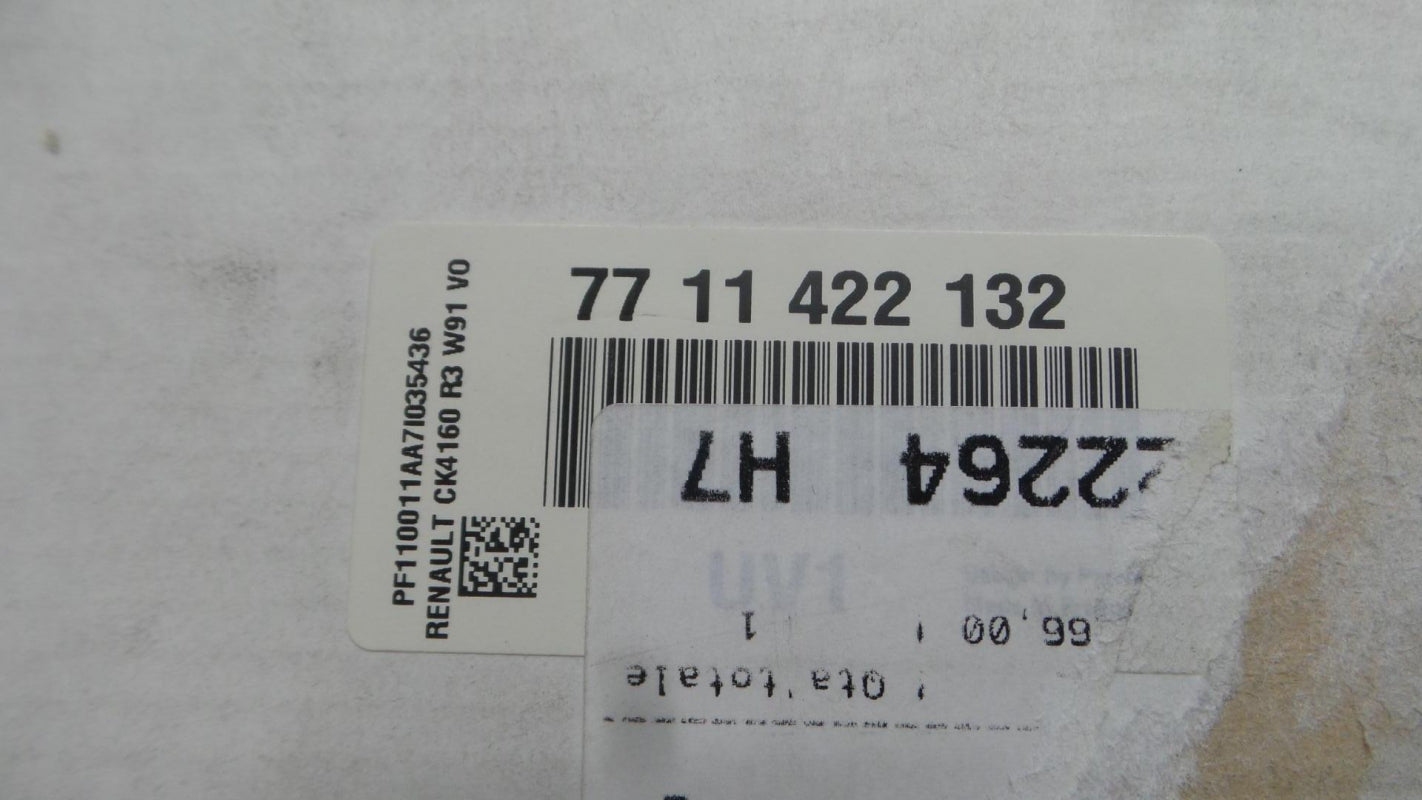 77 11 422 132
PF110011AA7I035436
RENAULT CK4160 R3 W91 V0
! Qta'totale
66,00 ! 1
22264 H7
UV1